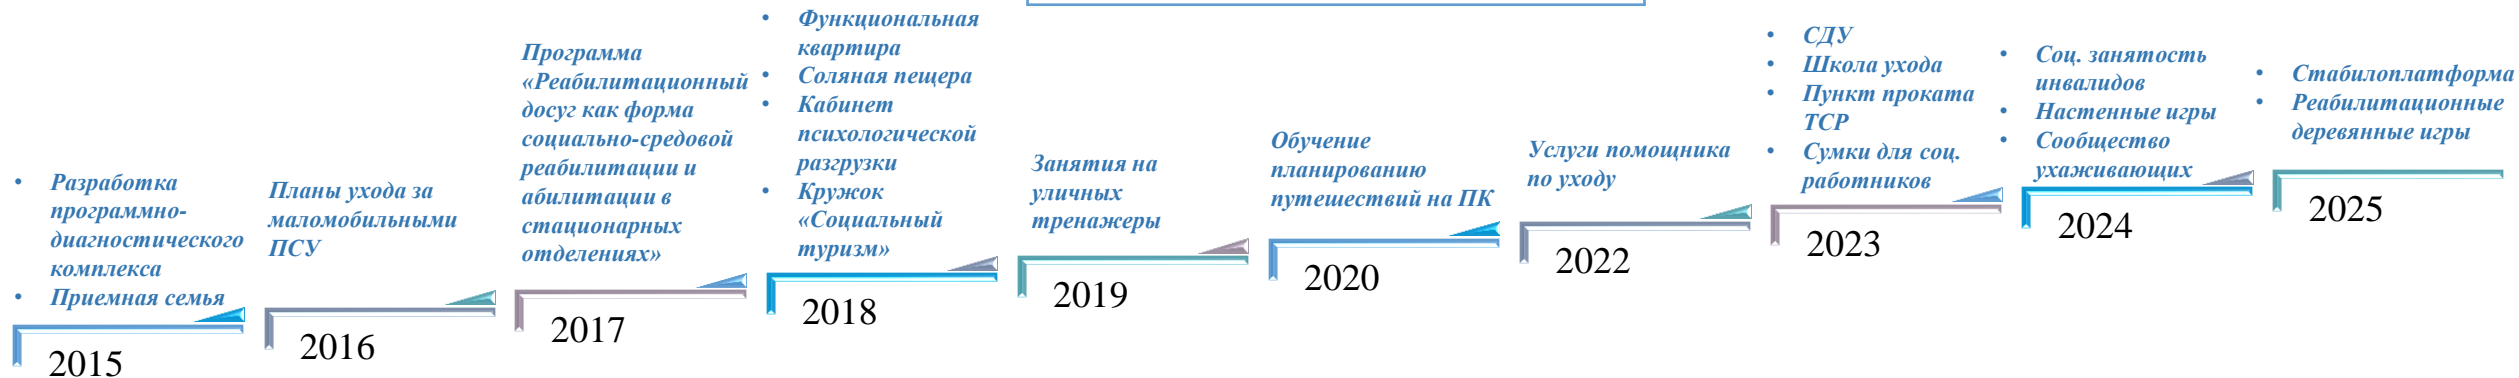 • Разработка
программно-
диагностического
комплекса
• Приемная семья
2015
Планы ухода за
маломобильными
ПСУ
2016
Программа
«Реабилитационный
досуг как форма
социально-средовой
реабилитации и
абилитации в
стационарных
отделениях»
2017
• Функциональная
квартира
• Соляная пещера
• Кабинет
психологической
разгрузки
• Кружок
«Социальный
туризм»
2018
Занятия на
уличных
тренажеры
2019
Обучение
планированию
путешествий на ПК
2020
Услуги помощника
по уходу
2022
• СДУ
• Школа ухода
• Пункт проката
ТСР
• Сумки для соц.
работников
2023
• Соц. занятость
инвалидов
• Настенные игры
• Сообщество
ухаживающих
2024
• Стабилоплатформа
• Реабилитационные
деревянные игры
2025